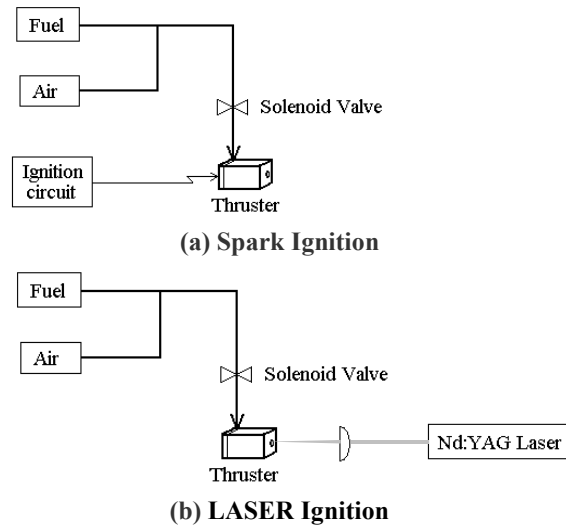 Fuel
Air
Solenoid Valve
Ignition
circuit
Thruster
(a) Spark Ignition
Fuel
Air
Solenoid Valve
Nd:YAG Laser
Thruster
(b) LASER Ignition